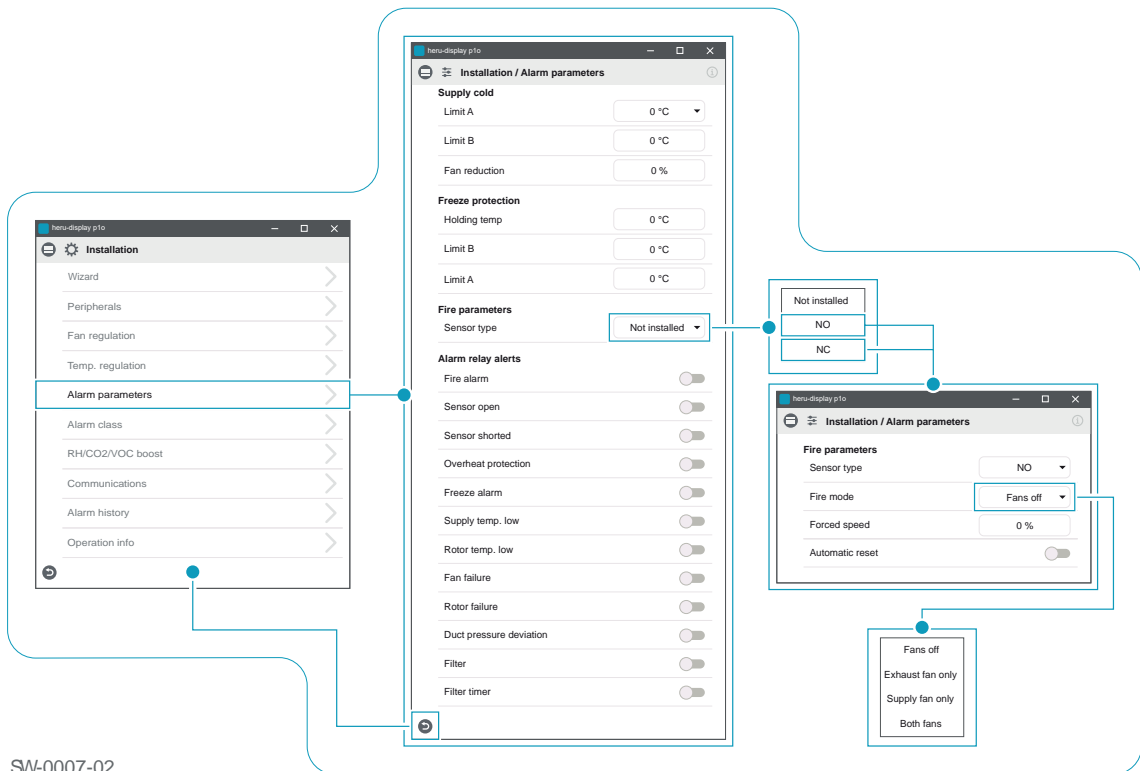 heru-display p1o
Installation
Wizard
Peripherals
Fan regulation
Temp. regulation
Alarm parameters
Alarm class
RH/CO2/VOC boost
Communications
Alarm history
Operation info
heru-display p1o
Installation / Alarm parameters
Supply cold
Limit A 0 °C
Limit B 0 °C
Fan reduction 0 %
Freeze protection
Holding temp 0 °C
Limit B 0 °C
Limit A 0 °C
Fire parameters
Sensor type Not installed
Alarm relay alerts
Fire alarm
Sensor open
Sensor shorted
Overheat protection
Freeze alarm
Supply temp. low
Rotor temp. low
Fan failure
Rotor failure
Duct pressure deviation
Filter
Filter timer
Not installed
NO
NC
heru-display p1o
Installation / Alarm parameters
Fire parameters
Sensor type NO
Fire mode Fans off
Forced speed 0 %
Automatic reset
Fans off
Exhaust fan only
Supply fan only
Both fans
SW-0007-02